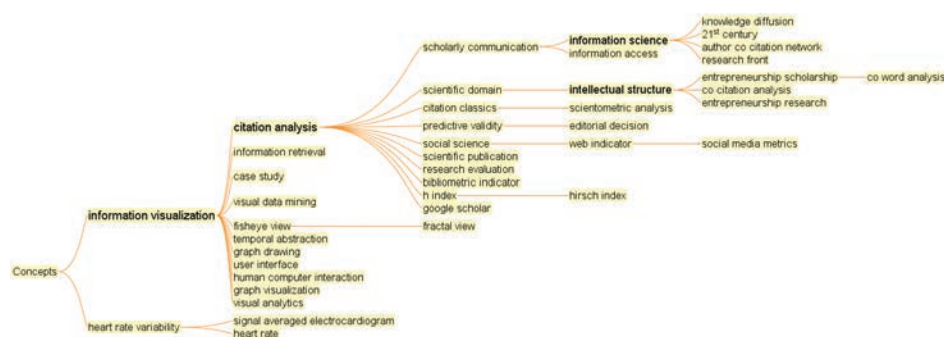 knowledge diffusion
21st century
scholarly communication
information science
author co citation network
information access
research front
entrepreneurship scholarship
co word analysis
scientific domain
intellectual structure
co citation analysis
entrepreneurship research
citation classics
scientometric analysis
citation analysis
predictive validity
editorial decision
social science
web indicator
social media metrics
information retrieval
scientific publication
research evaluation
case study
bibliometric indicator
h index
hirsch index
visual data mining
google scholar
information visualization
fisheye view
fractal view
temporal abstraction
graph drawing
user interface
Concepts
human computer interaction
graph visualization
visual analytics
signal averaged electrocardiogram
heart rate variability
heart rate